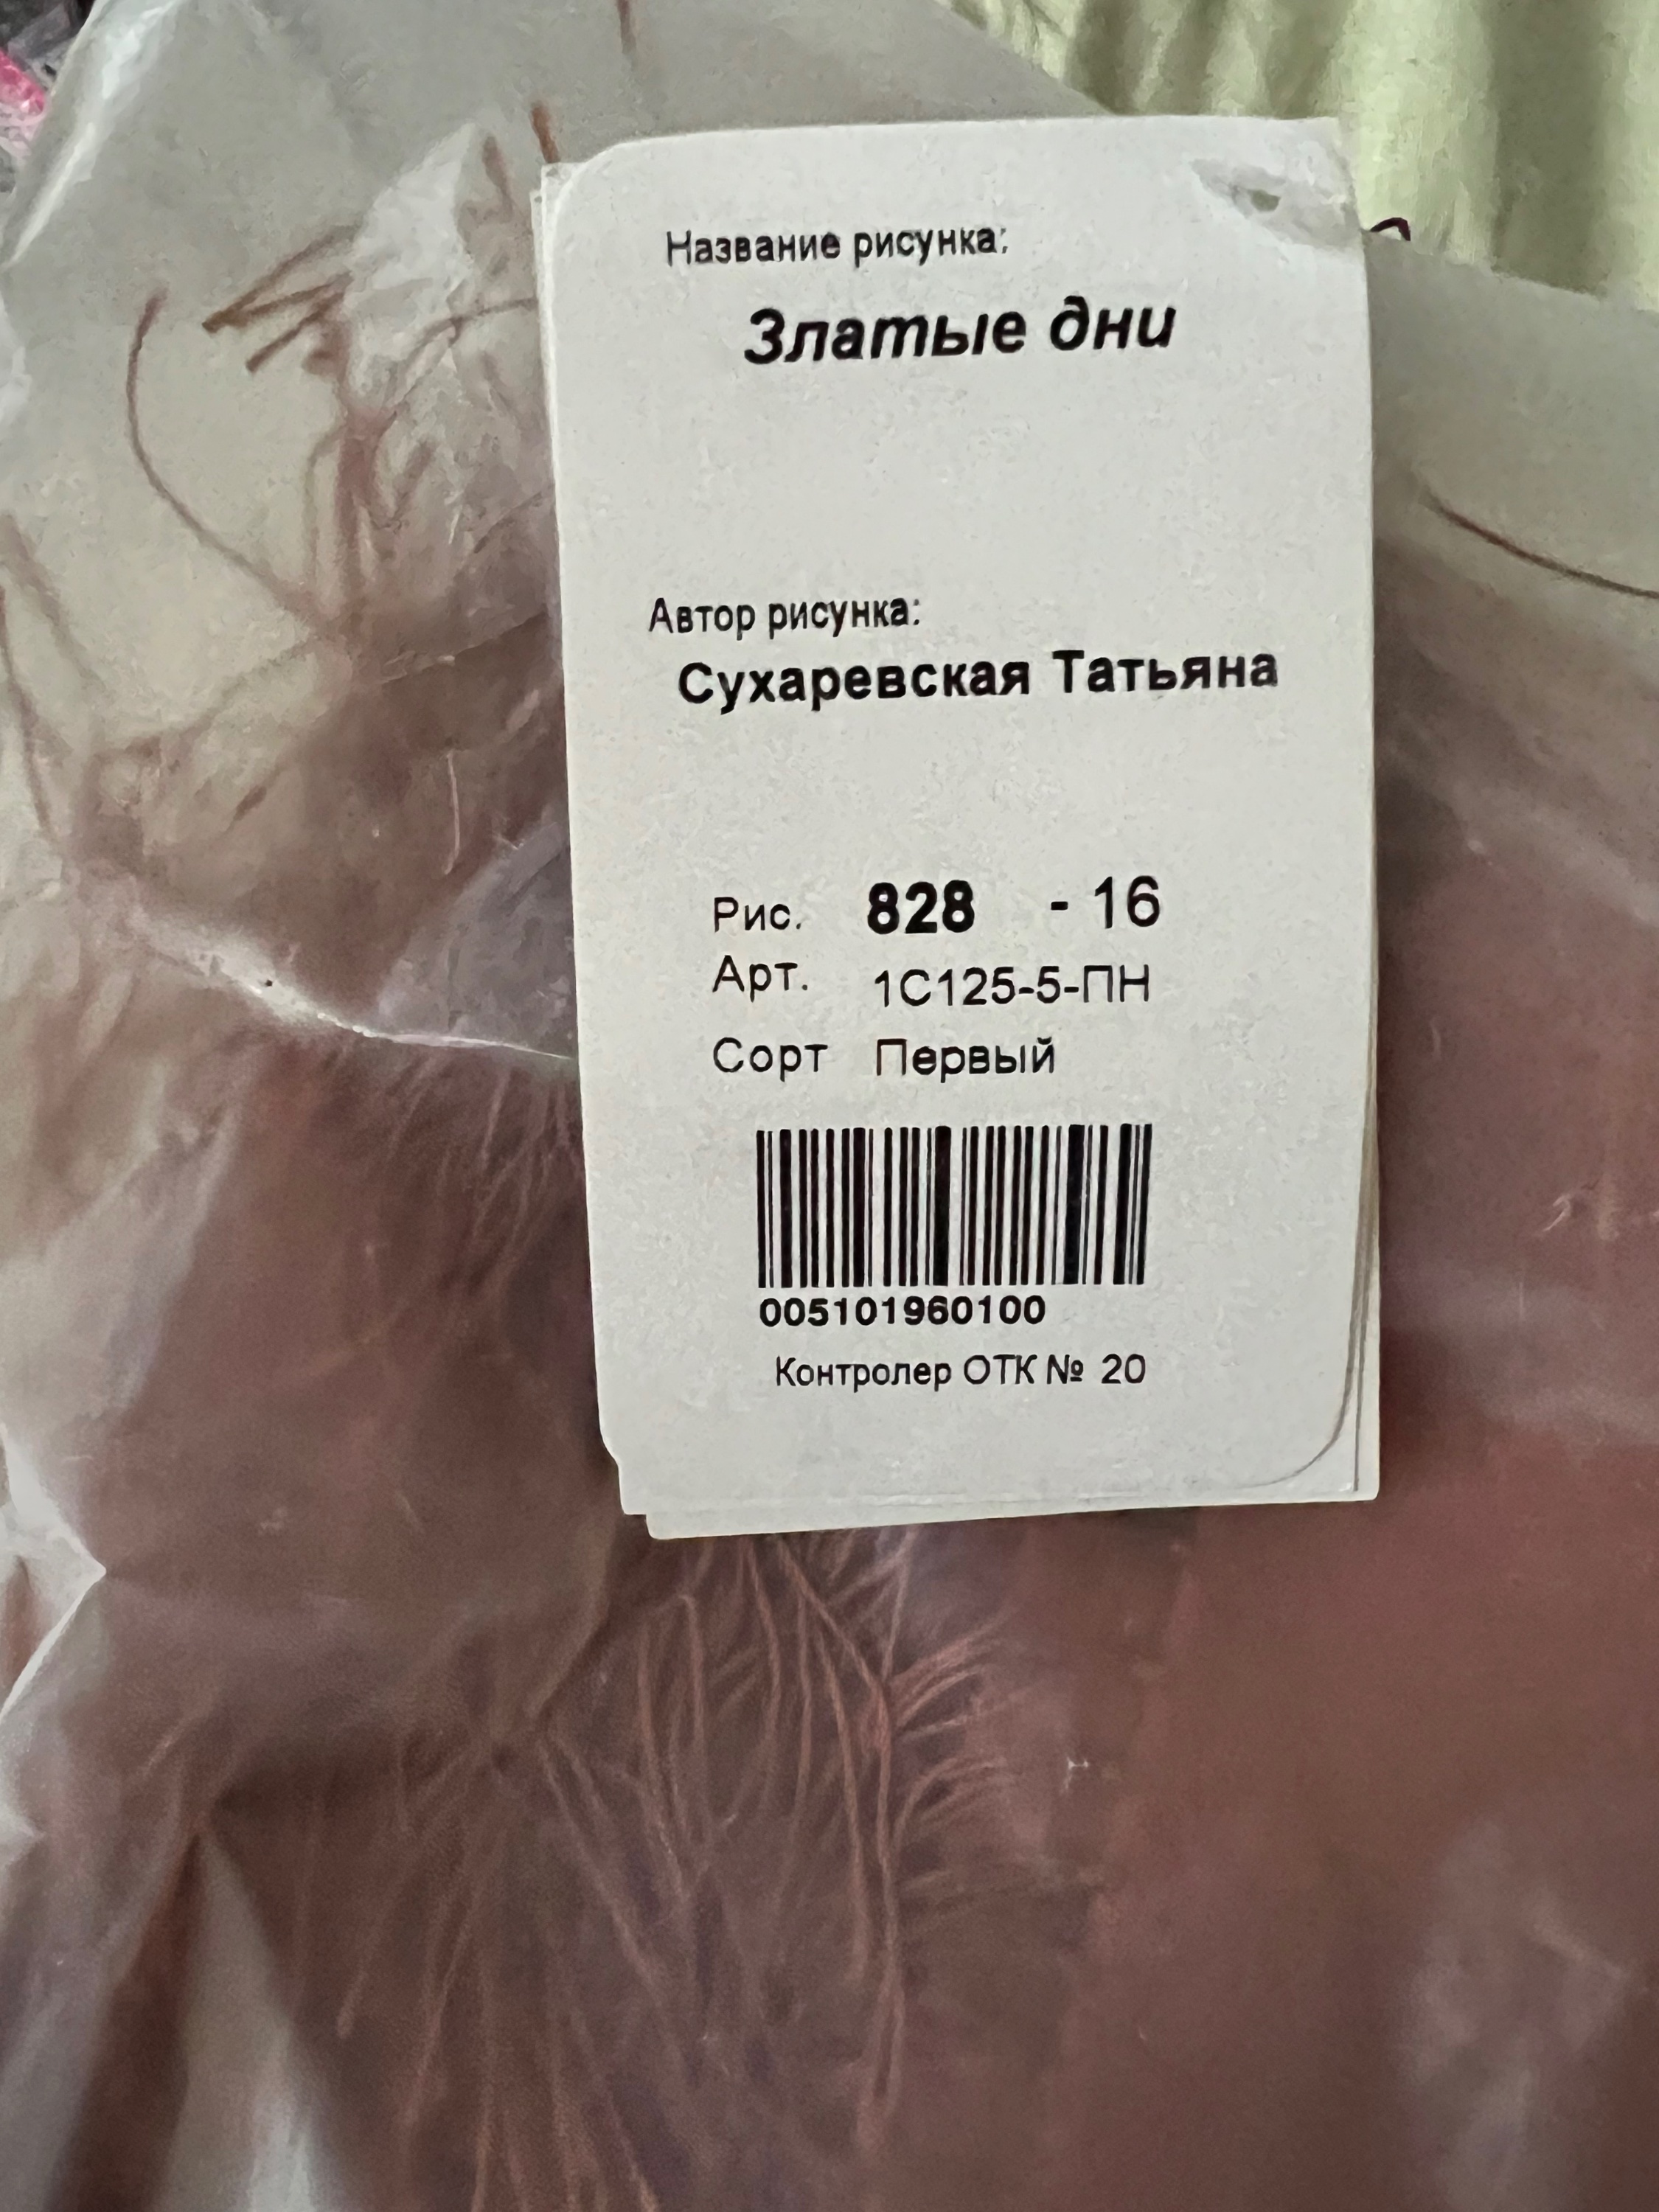 Название рисунка:
Златые дни
Автор рисунка:
Сухаревская Татьяна
Рис. 828 - 16
Арт. 1С125-5-ПН
Сорт Первый
005101960100
Контролер ОТК № 20